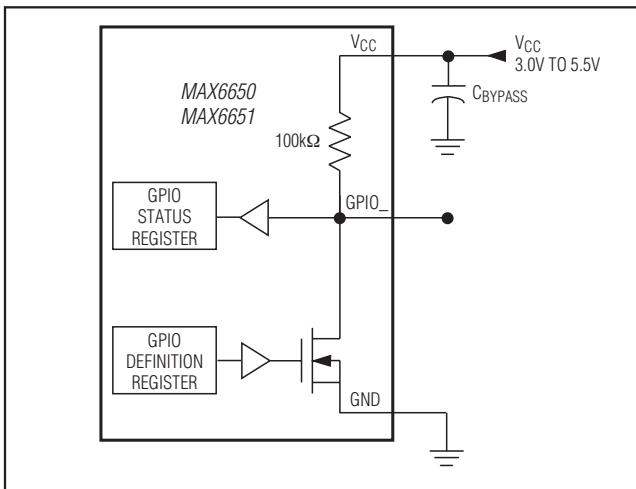 VCC
VCC
3.0V TO 5.5V
MAX6650
MAX6651
CBYPASS
100kΩ
GPIO
STATUS
REGISTER
GPIO_
GPIO
DEFINITION
REGISTER
GND